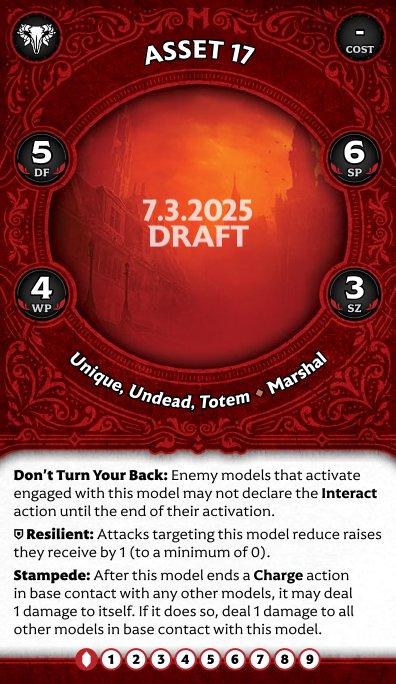 ASSET 17
-
COST
5
DF
6
SP
7.3.2025
DRAFT
4
WP
3
SZ
Unique, Undead, Totem ◆ Marshal
Don't Turn Your Back: Enemy models that activate
engaged with this model may not declare the Interact
action until the end of their activation.
Resilient: Attacks targeting this model reduce raises
they receive by 1 (to a minimum of 0).
Stampede: After this model ends a Charge action
in base contact with any other models, it may deal
1 damage to itself. If it does so, deal 1 damage to all
other models in base contact with this model.
1 2 3 4 5 6 7 8 9